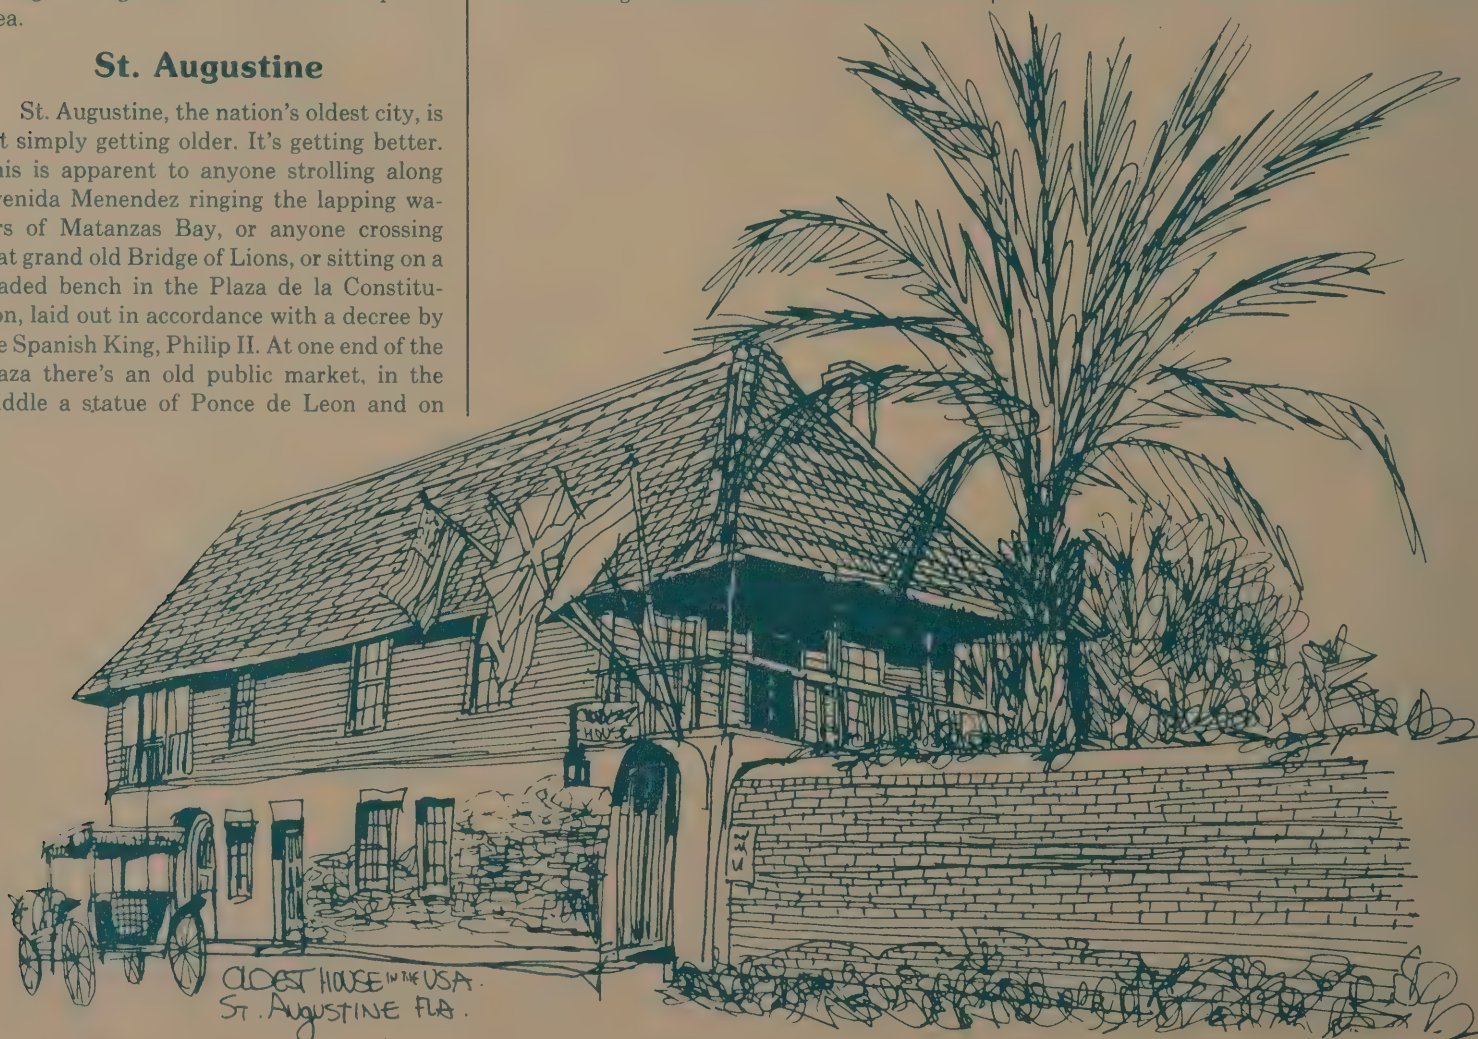 ea.
St. Augustine
St. Augustine, the nation's oldest city, is
t simply getting older. It's getting better.
is is apparent to anyone strolling along
enida Menendez ringing the lapping wa-
rs of Matanzas Bay, or anyone crossing
at grand old Bridge of Lions, or sitting on a
aded bench in the Plaza de la Constitu-
on, laid out in accordance with a decree by
e Spanish King, Philip II. At one end of the
aza there's an old public market, in the
ddle a statue of Ponce de Leon and on
OLDEST
HOUSE
OLDEST HOUSE IN THE USA.
ST. AUGUSTINE FLA.